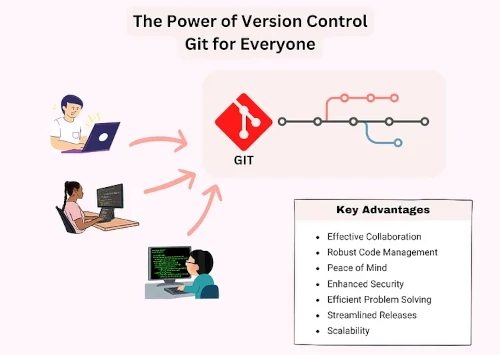 The Power of Version Control
Git for Everyone
GIT
Key Advantages
Effective Collaboration
Robust Code Management
Peace of Mind
Enhanced Security
Efficient Problem Solving
Streamlined Releases
Scalability